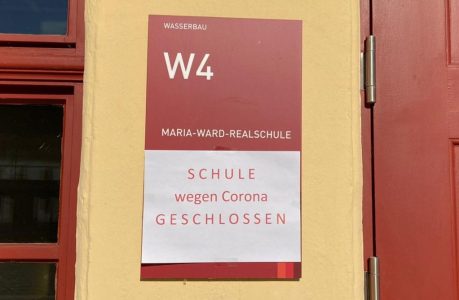 WASSERBAU
W4
MARIA-WARD-REALSCHULE
SCHULE
wegen Corona
GESCHLOSSEN